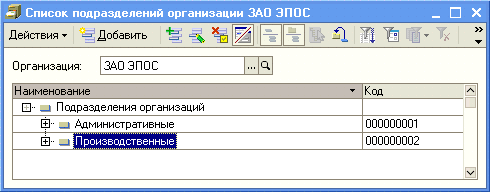 Список подразделений организации ЗАО ЭПОС
Действия Добавить
Организация: ЗАО ЭПОС ...
Наименование Код
Подразделения организаций
Административные 000000001
Производственные 000000002